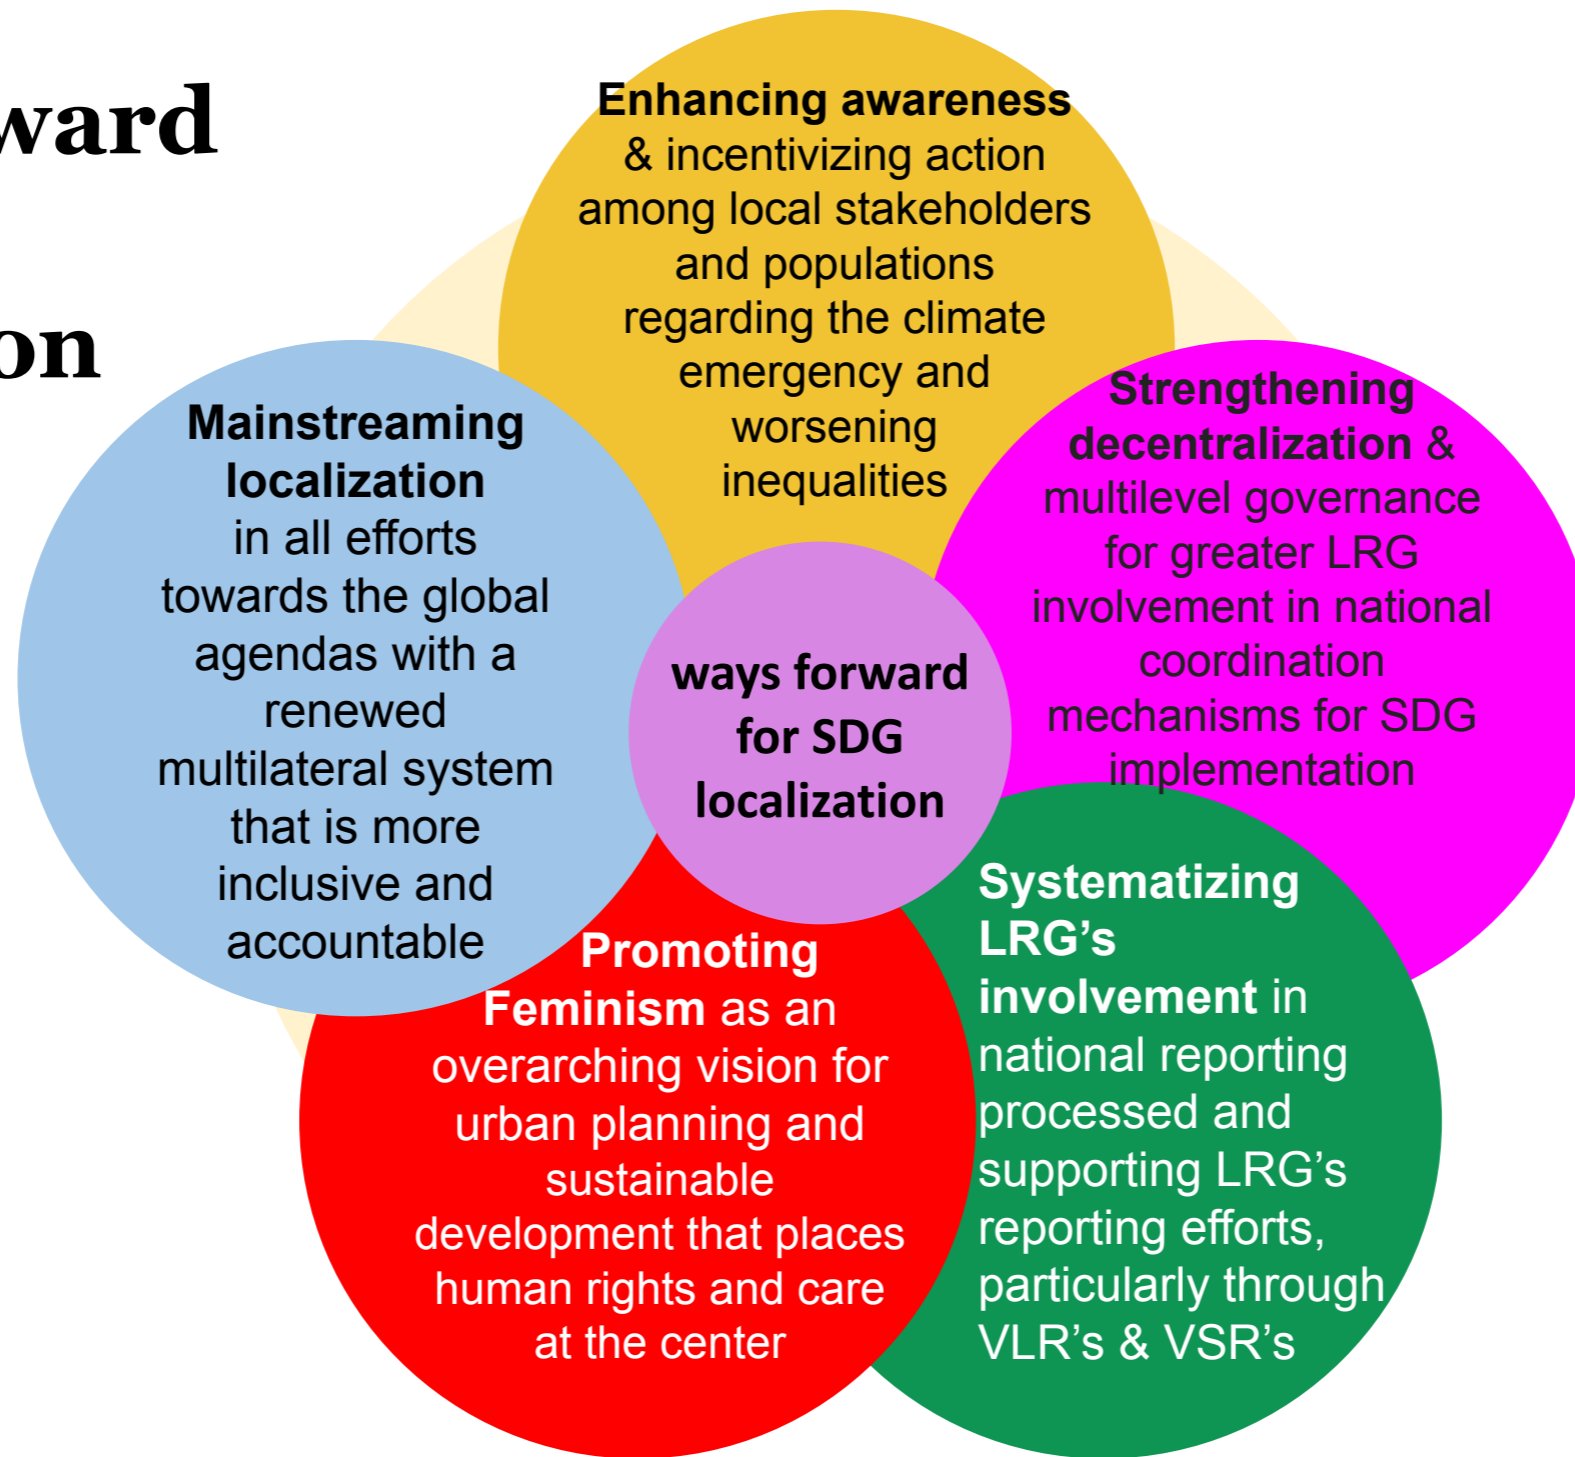 ward
on
Enhancing awareness
& incentivizing action
among local stakeholders
and populations
regarding the climate
emergency and
worsening
inequalities
Strengthening
decentralization &
multilevel governance
for greater LRG
involvement in national
coordination
mechanisms for SDG
implementation
Systematizing
LRG’s
involvement in
national reporting
processed and
supporting LRG’s
reporting efforts,
particularly through
VLR’s & VSR’s
Promoting
Feminism as an
overarching vision for
urban planning and
sustainable
development that places
human rights and care
at the center
Mainstreaming
localization
in all efforts
towards the global
agendas with a
renewed
multilateral system
that is more
inclusive and
accountable
ways forward
for SDG
localization